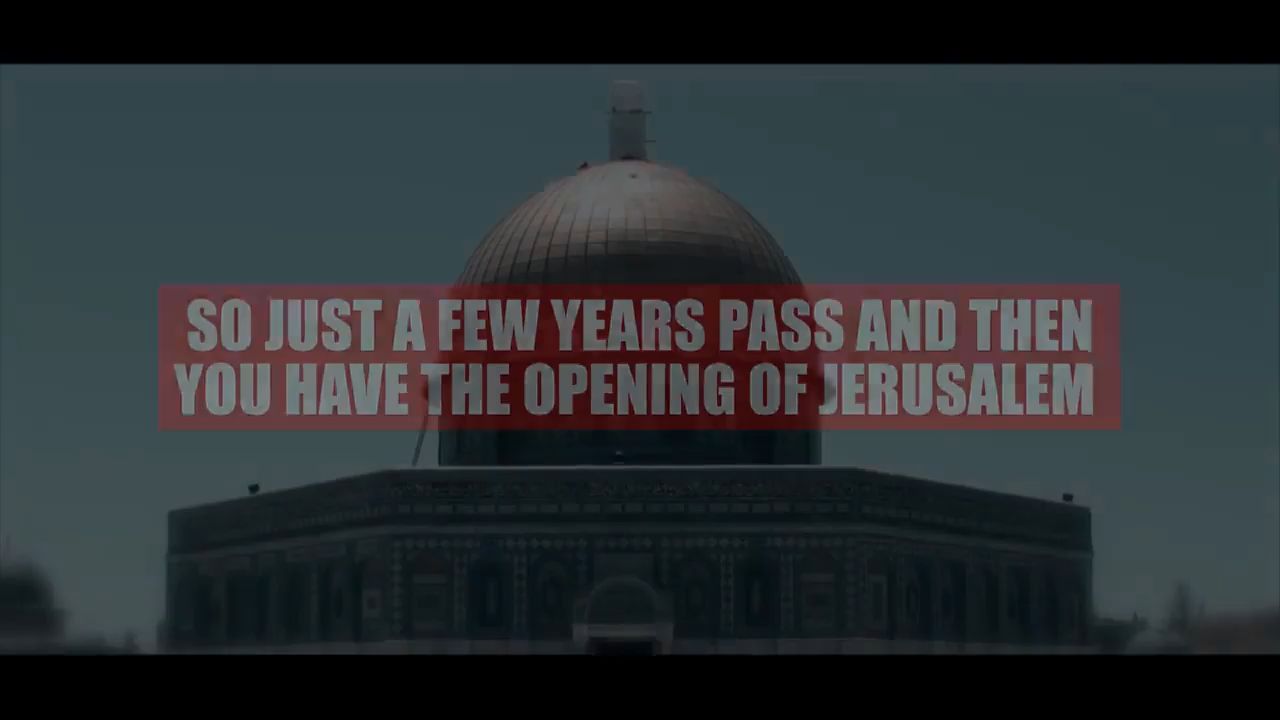 SO JUST A FEW YEARS PASS AND THEN
YOU HAVE THE OPENING OF JERUSALEM